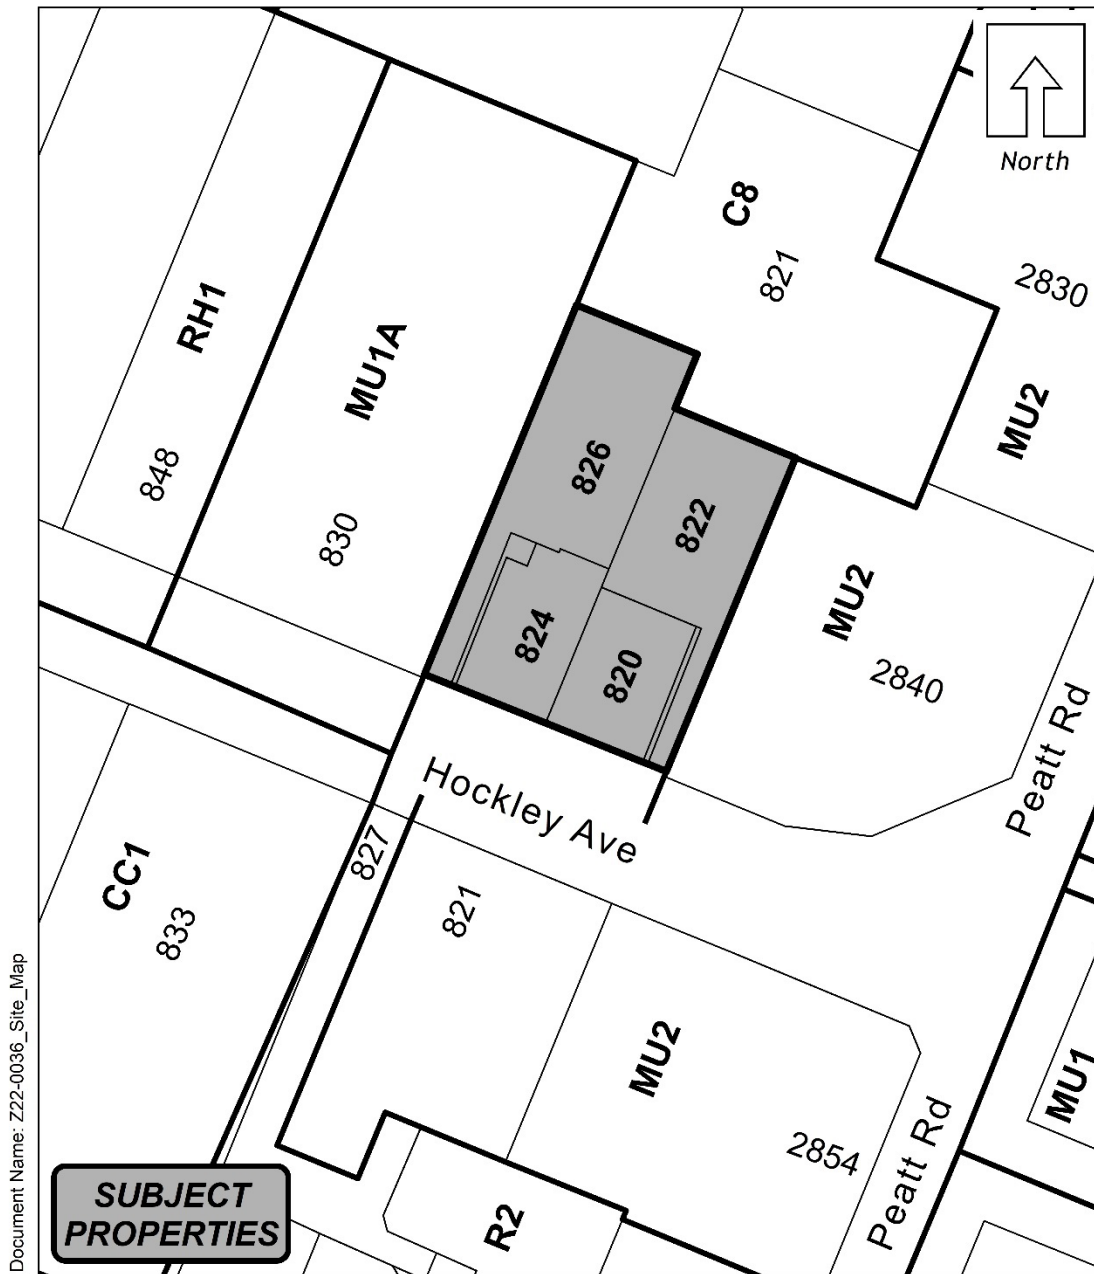 North
C8
821
2830
RH1
MU1A
MU2
848
830
826
822
824
820
MU2
2840
Peatt Rd
Hockley Ave
827
821
CC1
833
MU2
MU1
2854
Peatt Rd
R2
SUBJECT
PROPERTIES
Document Name: Z22-0036_Site_Map